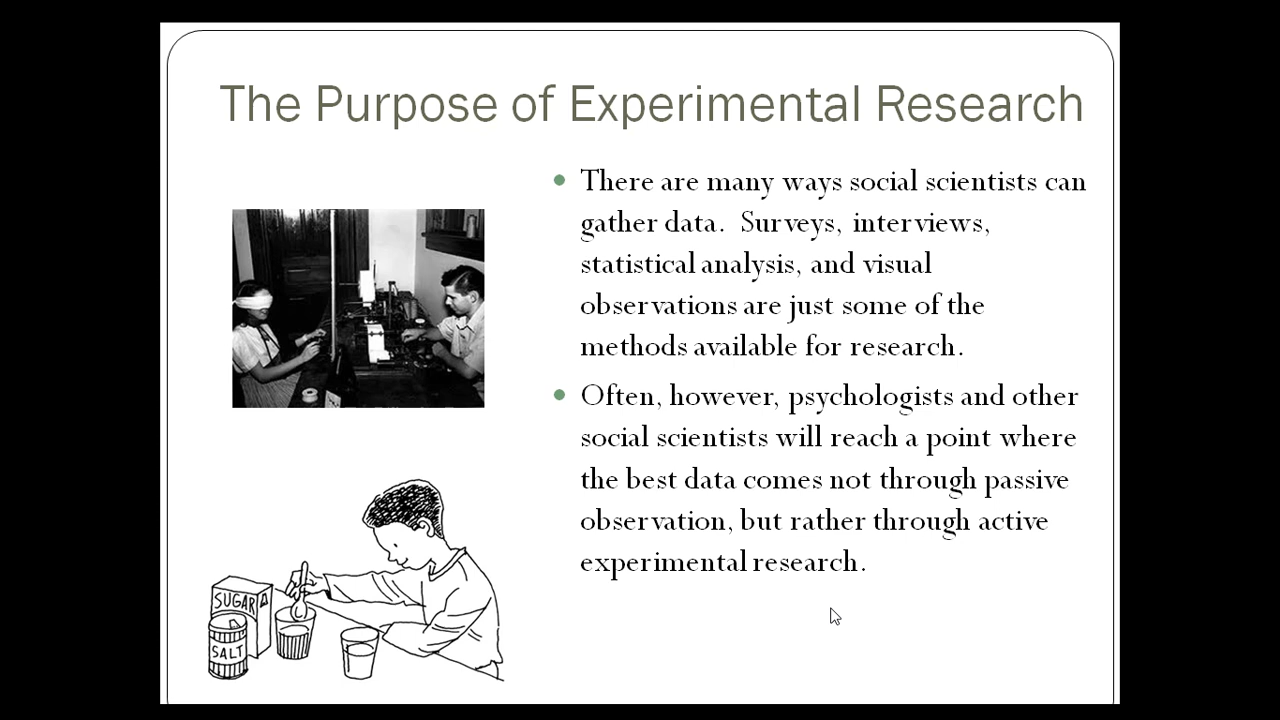 The Purpose of Experimental Research
There are many ways social scientists can
gather data.  Surveys, interviews,
statistical analysis, and visual
observations are just some of the
methods available for research.
Often, however, psychologists and other
social scientists will reach a point where
the best data comes not through passive
observation, but rather through active
experimental research.
SUGAR
SALT